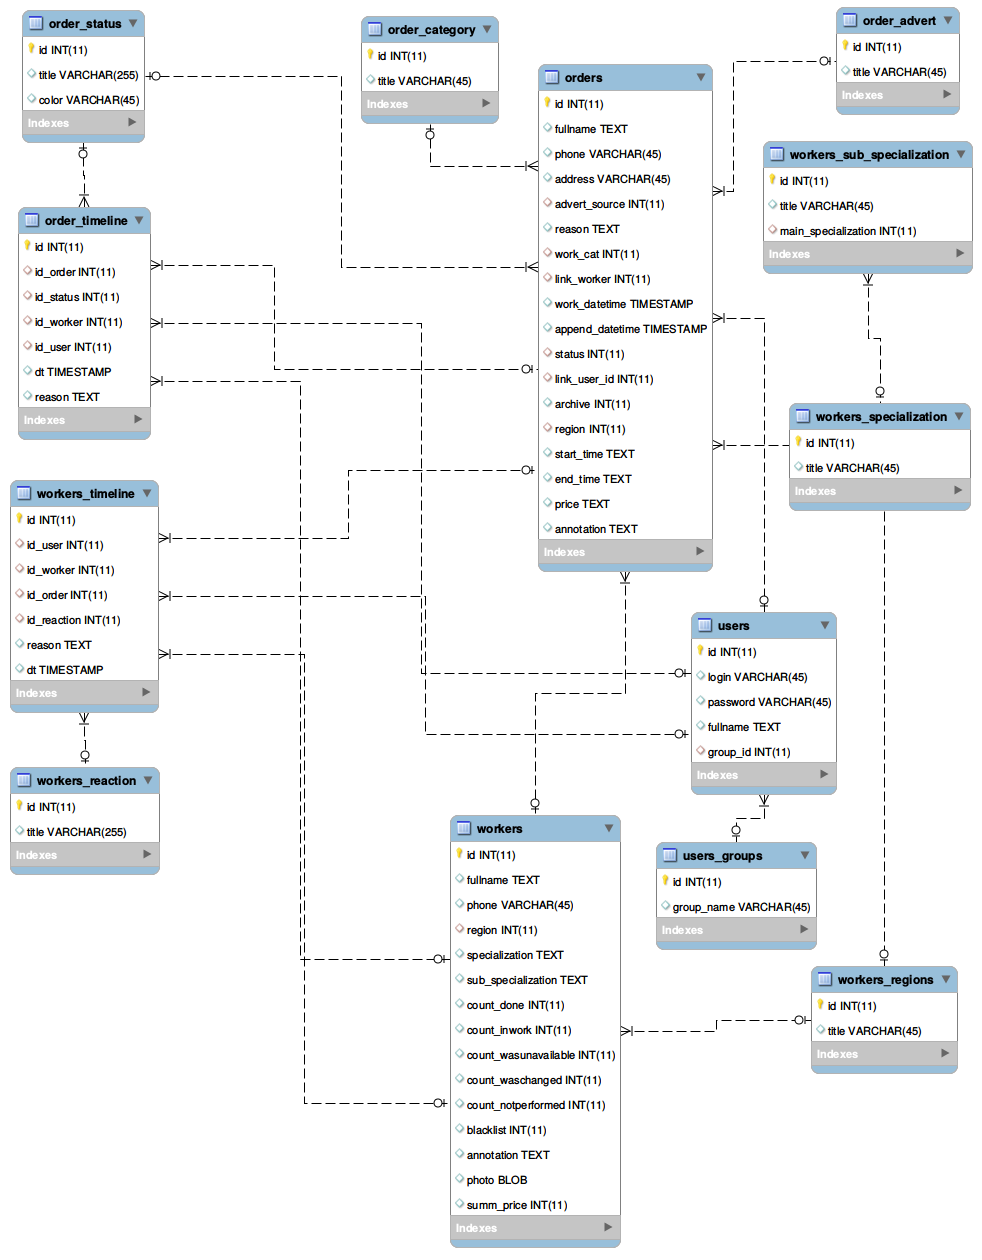 order_status
id INT(11)
title VARCHAR(255)
color VARCHAR(45)
Indexes
order_category
id INT(11)
title VARCHAR(45)
Indexes
order_advert
id INT(11)
title VARCHAR(45)
Indexes
orders
id INT(11)
fullname TEXT
phone VARCHAR(45)
address VARCHAR(45)
advert_source INT(11)
reason TEXT
work_cat INT(11)
link_worker INT(11)
work_datetime TIMESTAMP
append_datetime TIMESTAMP
status INT(11)
link_user_id INT(11)
archive INT(11)
region INT(11)
start_time TEXT
end_time TEXT
price TEXT
annotation TEXT
Indexes
workers_sub_specialization
id INT(11)
title VARCHAR(45)
main_specialization INT(11)
Indexes
order_timeline
id INT(11)
id_order INT(11)
id_status INT(11)
id_worker INT(11)
id_user INT(11)
dt TIMESTAMP
reason TEXT
Indexes
workers_specialization
id INT(11)
title VARCHAR(45)
Indexes
workers_timeline
id INT(11)
id_user INT(11)
id_worker INT(11)
id_order INT(11)
id_reaction INT(11)
reason TEXT
dt TIMESTAMP
Indexes
users
id INT(11)
login VARCHAR(45)
password VARCHAR(45)
fullname TEXT
group_id INT(11)
Indexes
workers_reaction
id INT(11)
title VARCHAR(255)
Indexes
workers
id INT(11)
fullname TEXT
phone VARCHAR(45)
region INT(11)
specialization TEXT
sub_specialization TEXT
count_done INT(11)
count_inwork INT(11)
count_wasunavailable INT(11)
count_waschanged INT(11)
count_notperformed INT(11)
blacklist INT(11)
annotation TEXT
photo BLOB
summ_price INT(11)
Indexes
users_groups
id INT(11)
group_name VARCHAR(45)
Indexes
workers_regions
id INT(11)
title VARCHAR(45)
Indexes